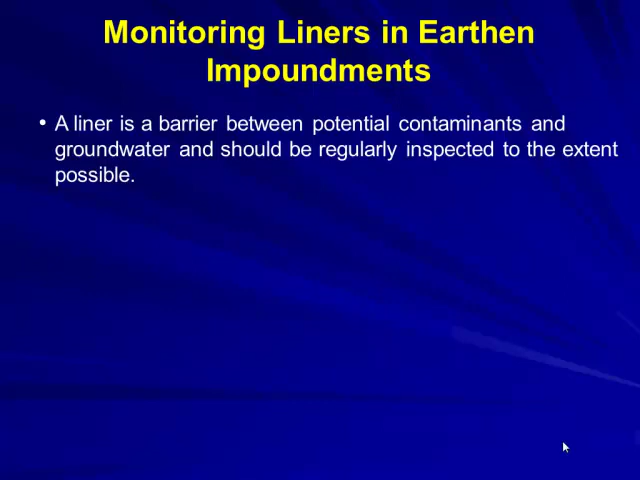 Monitoring Liners in Earthen
Impoundments
• A liner is a barrier between potential contaminants and
groundwater and should be regularly inspected to the extent
possible.